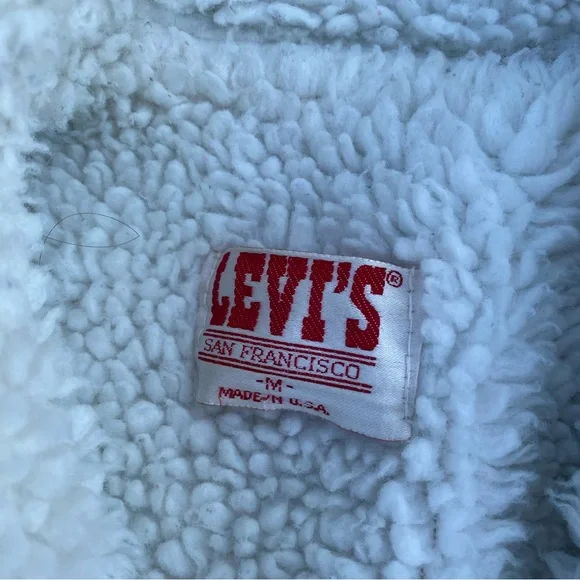 LEVI'S®
SAN FRANCISCO
-M-
MADE IN U.S.A.